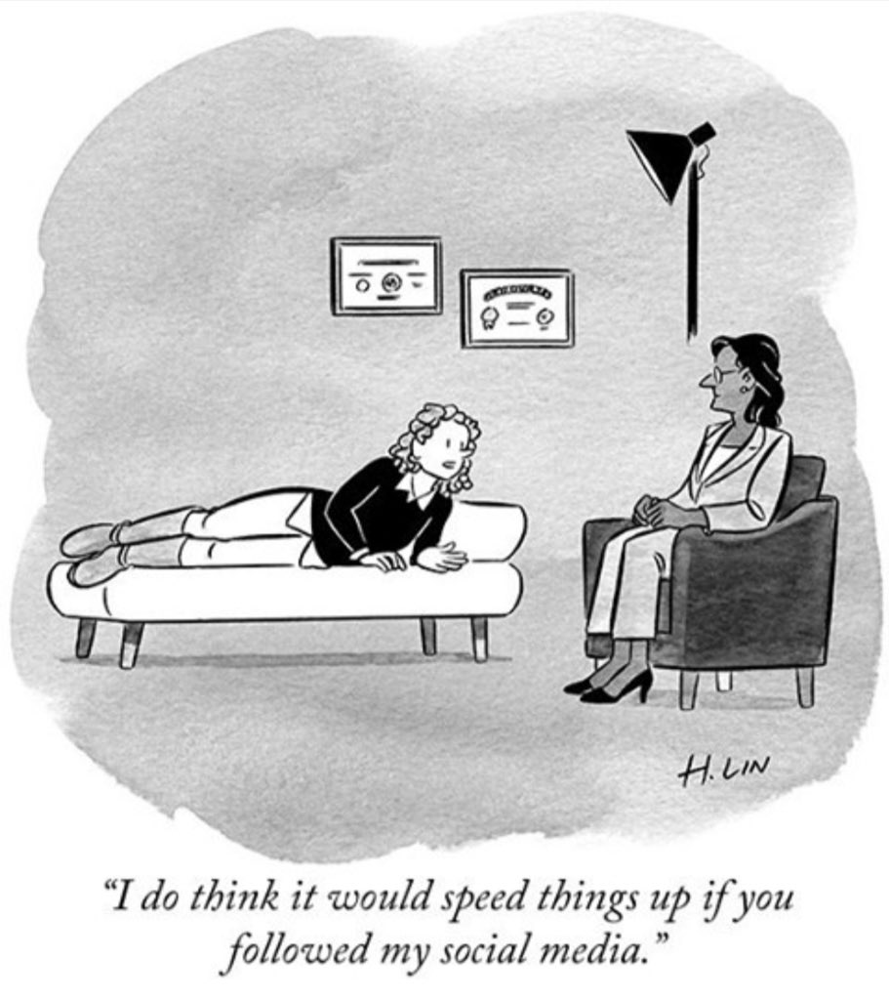 H. LIN
“I do think it would speed things up if you
followed my social media.”